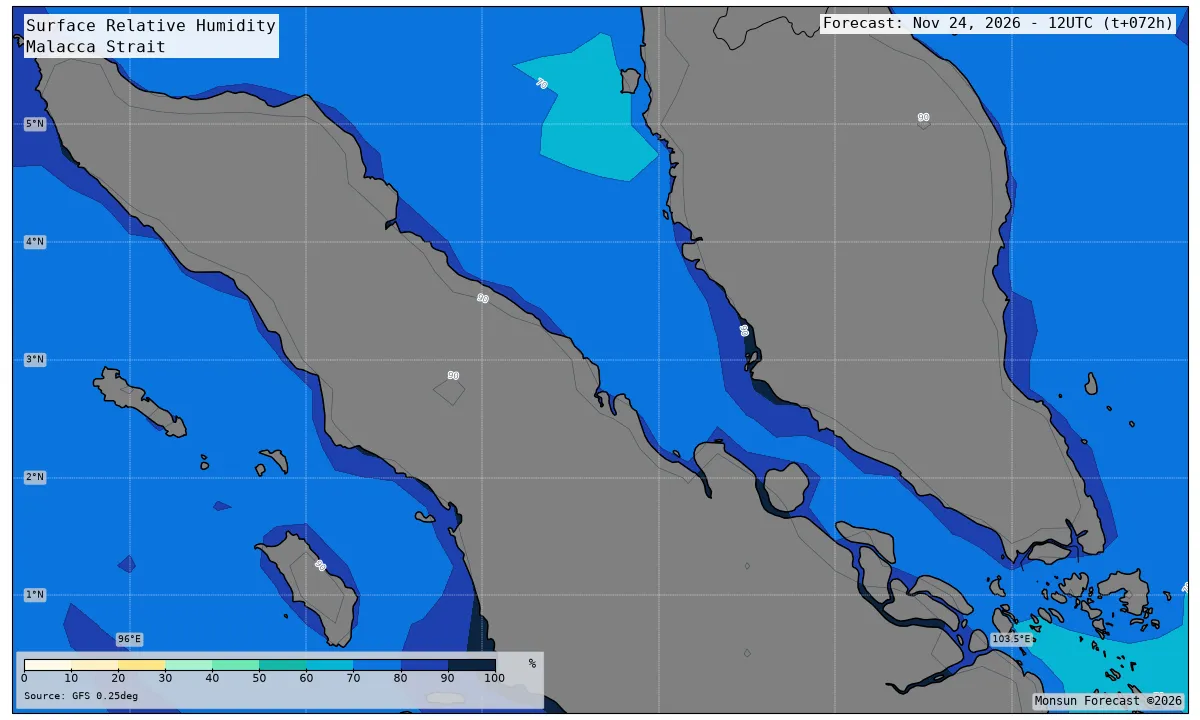 Surface Relative Humidity
Malacca Strait
Forecast: Nov 24, 2026 - 12UTC (t+072h)
70
90
5°N
4°N
90
90
3°N
90
2°N
90
1°N
96°E
103.5°E
%
0 10 20 30 40 50 60 70 80 90 100
Source: GFS 0.25deg
Monsun Forecast ©2026